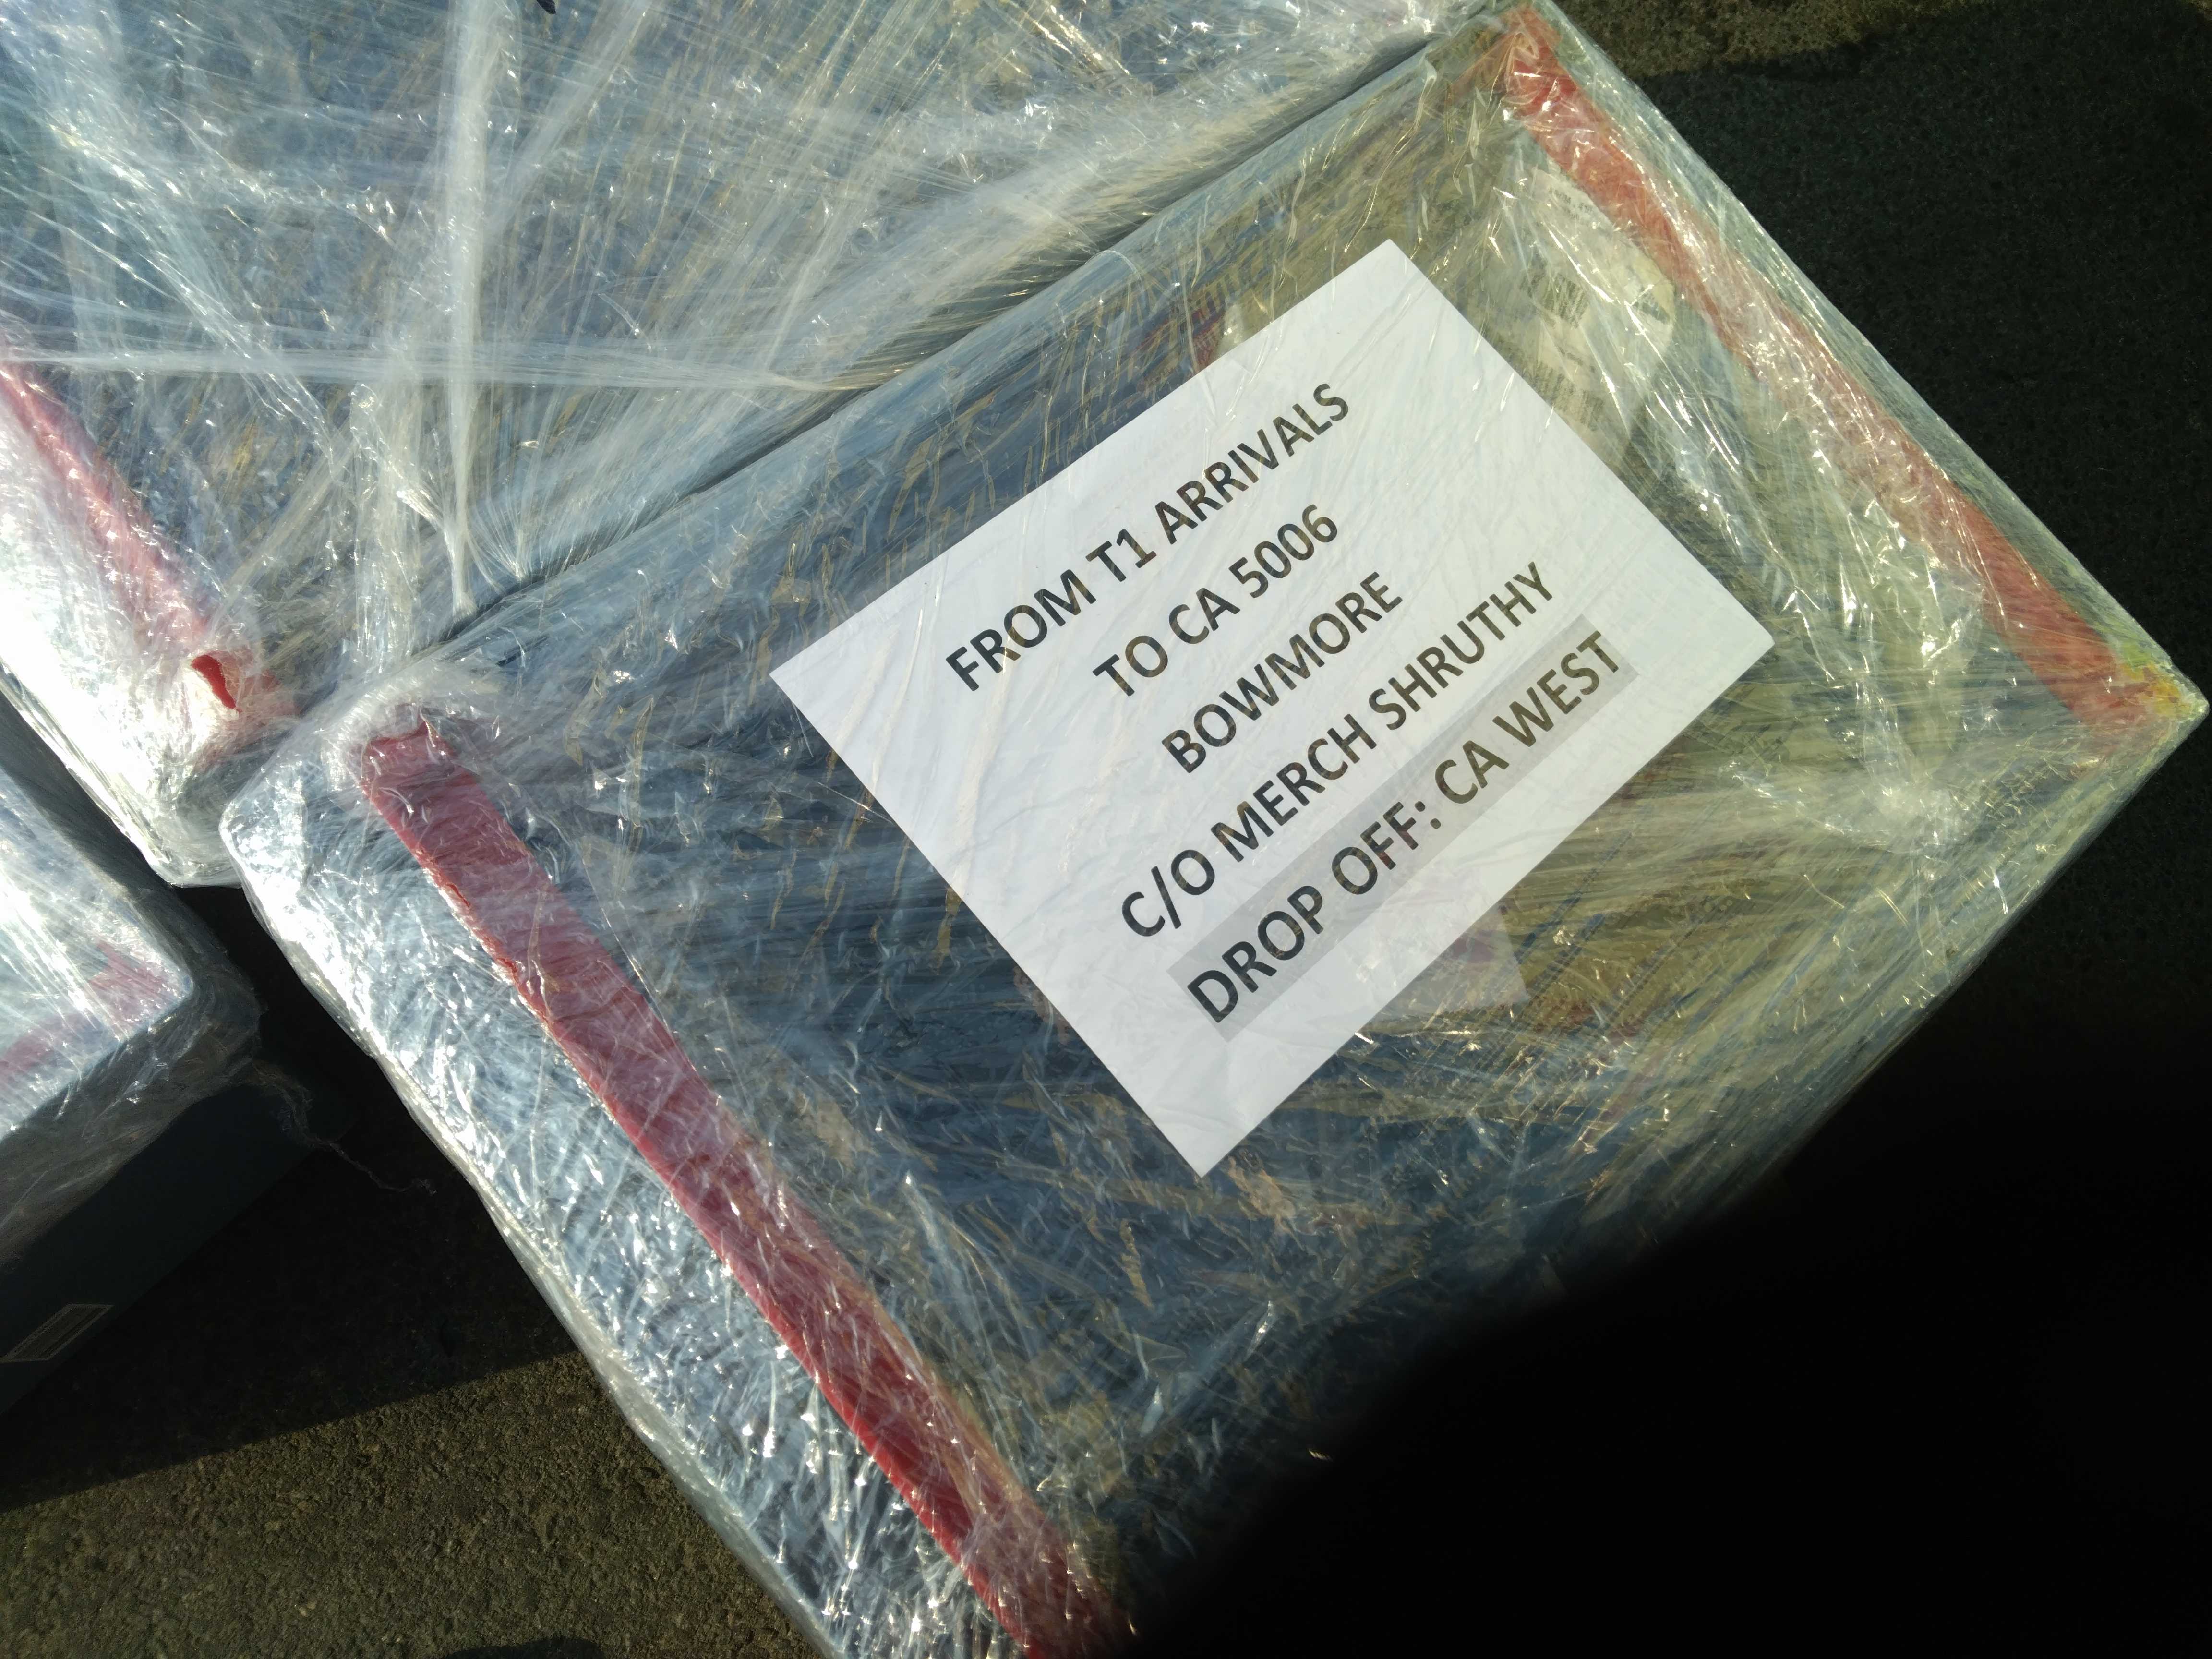 FROM T1 ARRIVALS
TO CA 5006
BOWMORE
C/O MERCH SHRUTHY
DROP OFF: CA WEST